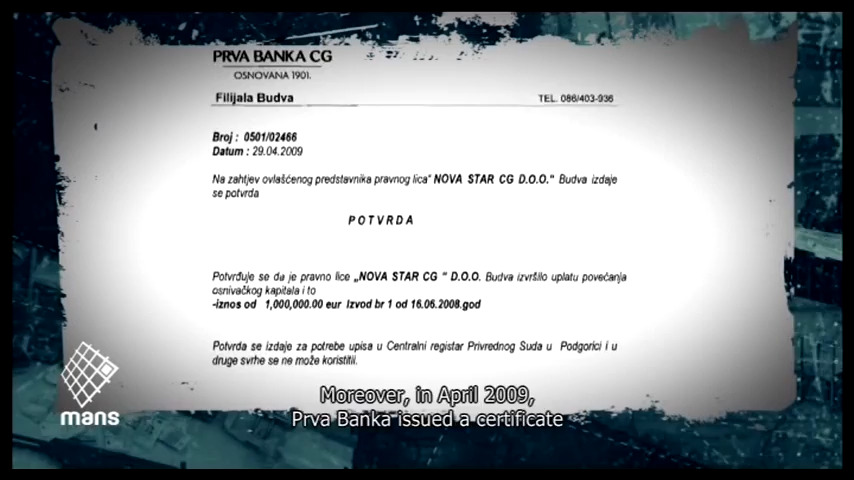 PRVA BANKA CG
OSNOVANA 1901.
Filijala Budva
TEL. 086/403-936
Broj : 0501/02466
Datum : 29.04.2009
Na zahtjev ovlašćenog predstavnika pravnog lica" NOVA STAR CG D.O.O." Budva izdaje
se potvrda
P O T V R D A
Potvrđuje se da je pravno lice „NOVA STAR CG " D.O.O. Budva izvršilo uplatu povećanja
osnivačkog kapitala i to
-iznos od 1,000,000.00 eur Izvod br 1 od 16.06.2008.god
Potvrda se izdaje za potrebe upisa u Centralni registar Privrednog Suda u Podgorici i u
druge svrhe se ne može koristitil.
mans
Moreover, in April 2009,
Prva Banka issued a certificate